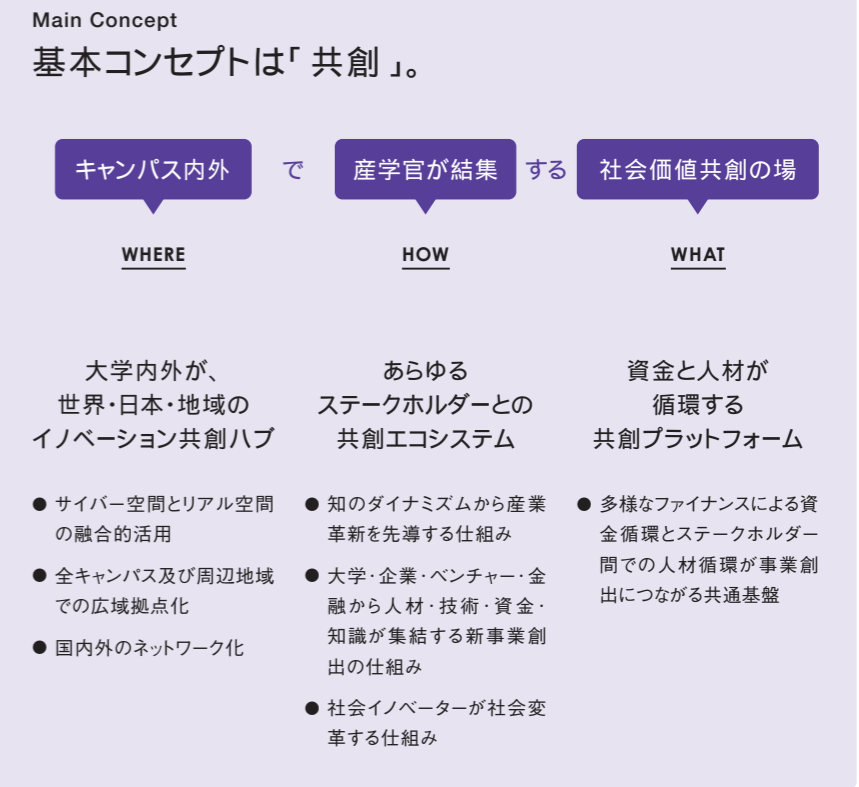 Main Concept
基本コンセプトは「共創」。
キャンパス内外 で 産学官が結集 する 社会価値共創の場
WHERE
大学内外が、
世界・日本・地域の
イノベーション共創ハブ
● サイバー空間とリアル空間
の融合的活用
● 全キャンパス及び周辺地域
での広域拠点化
● 国内外のネットワーク化
HOW
あらゆる
ステークホルダーとの
共創エコシステム
● 知のダイナミズムから産業
革新を先導する仕組み
● 大学・企業・ベンチャー・金
融から人材・技術・資金・
知識が集結する新事業創
出の仕組み
● 社会イノベーターが社会変
革する仕組み
WHAT
資金と人材が
循環する
共創プラットフォーム
● 多様なファイナンスによる資
金循環とステークホルダー
間での人材循環が事業創
出につながる共通基盤